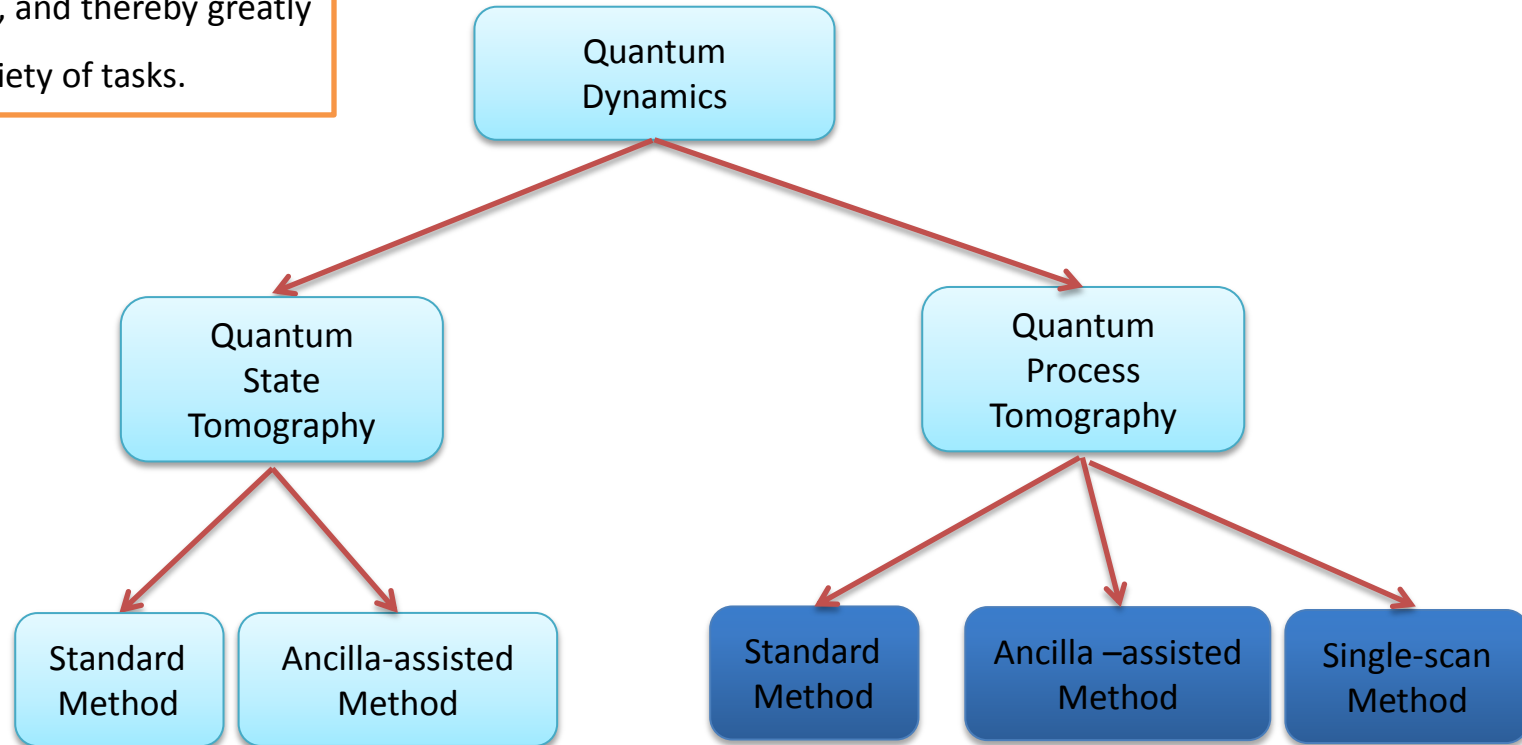 , and thereby greatly
iety of tasks.
Quantum
Dynamics
Quantum
State
Tomography
Quantum
Process
Tomography
Standard
Method
Ancilla-assisted
Method
Standard
Method
Ancilla –assisted
Method
Single-scan
Method